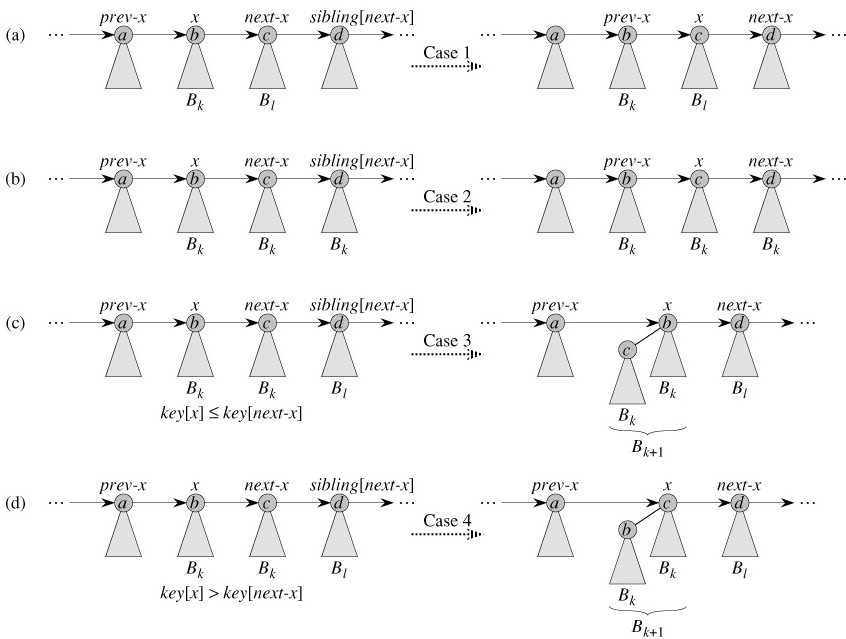 prev-x x next-x sibling[next-x] prev-x x next-x
(a) ··· a b c d ··· Case 1 ··· a b c d ···
B_k B_l B_k B_l
prev-x x next-x sibling[next-x] prev-x x next-x
(b) ··· a b c d ··· Case 2 ··· a b c d ···
B_k B_k B_k B_k B_k B_k
prev-x x next-x sibling[next-x] prev-x x next-x
(c) ··· a b c d ··· Case 3 ··· a b d ···
c
B_k B_k B_l B_k B_l
key[x] ≤ key[next-x] B_k
B_{k+1}
prev-x x next-x sibling[next-x] prev-x x next-x
(d) ··· a b c d ··· Case 4 ··· a c d ···
b
B_k B_k B_l B_k B_l
key[x] > key[next-x] B_k
B_{k+1}